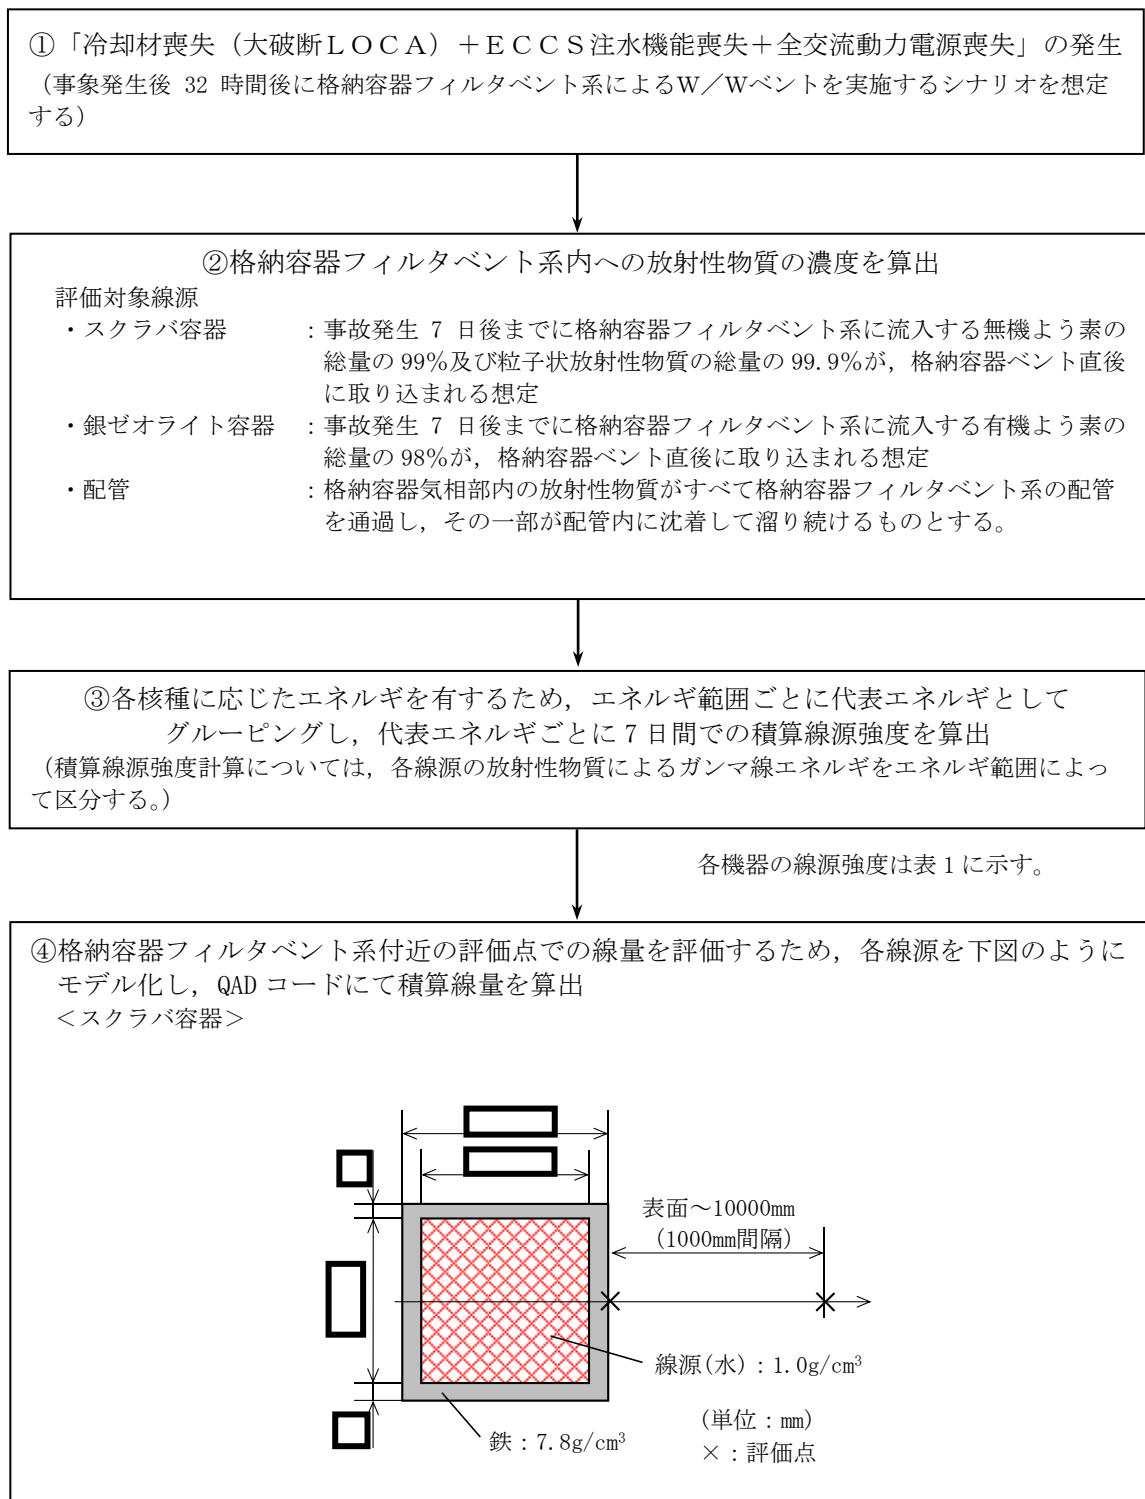 ①「冷却材喪失（大破断ＬＯＣＡ）＋ＥＣＣＳ注水機能喪失＋全交流動力電源喪失」の発生
（事象発生後 32 時間後に格納容器フィルタベント系によるＷ／Ｗベントを実施するシナリオを想定
する）
②格納容器フィルタベント系内への放射性物質の濃度を算出
評価対象線源
・スクラバ容器　　：事故発生 7 日後までに格納容器フィルタベント系に流入する無機よう素の
総量の 99％及び粒子状放射性物質の総量の 99.9％が，格納容器ベント直後
に取り込まれる想定
・銀ゼオライト容器　：事故発生 7 日後までに格納容器フィルタベント系に流入する有機よう素の
総量の 98％が，格納容器ベント直後に取り込まれる想定
・配管　　：格納容器気相部内の放射性物質がすべて格納容器フィルタベント系の配管
を通過し，その一部が配管内に沈着して溜り続けるものとする。
③各核種に応じたエネルギを有するため，エネルギ範囲ごとに代表エネルギとして
グルーピングし，代表エネルギごとに 7 日間での積算線源強度を算出
（積算線源強度計算については，各線源の放射性物質によるガンマ線エネルギをエネルギ範囲によっ
て区分する。）
各機器の線源強度は表 1 に示す。
④格納容器フィルタベント系付近の評価点での線量を評価するため，各線源を下図のように
モデル化し，QAD コードにて積算線量を算出
＜スクラバ容器＞
表面～10000mm
(1000mm間隔)
線源(水)：1.0g/cm³
鉄：7.8g/cm³
(単位：mm)
×：評価点